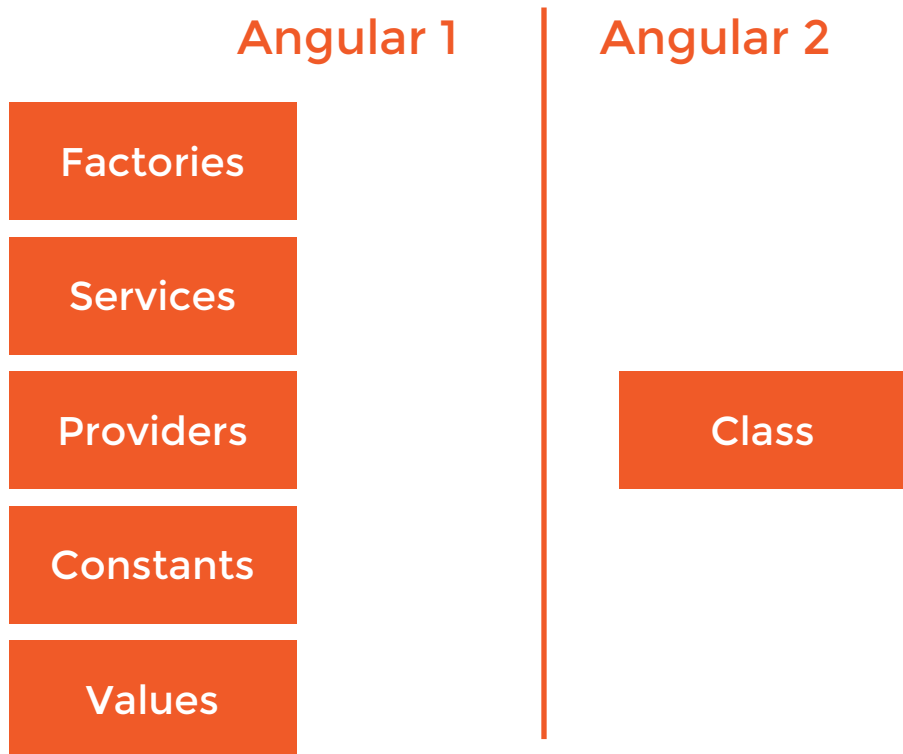 Angular 1
Angular 2
Factories
Services
Providers
Class
Constants
Values